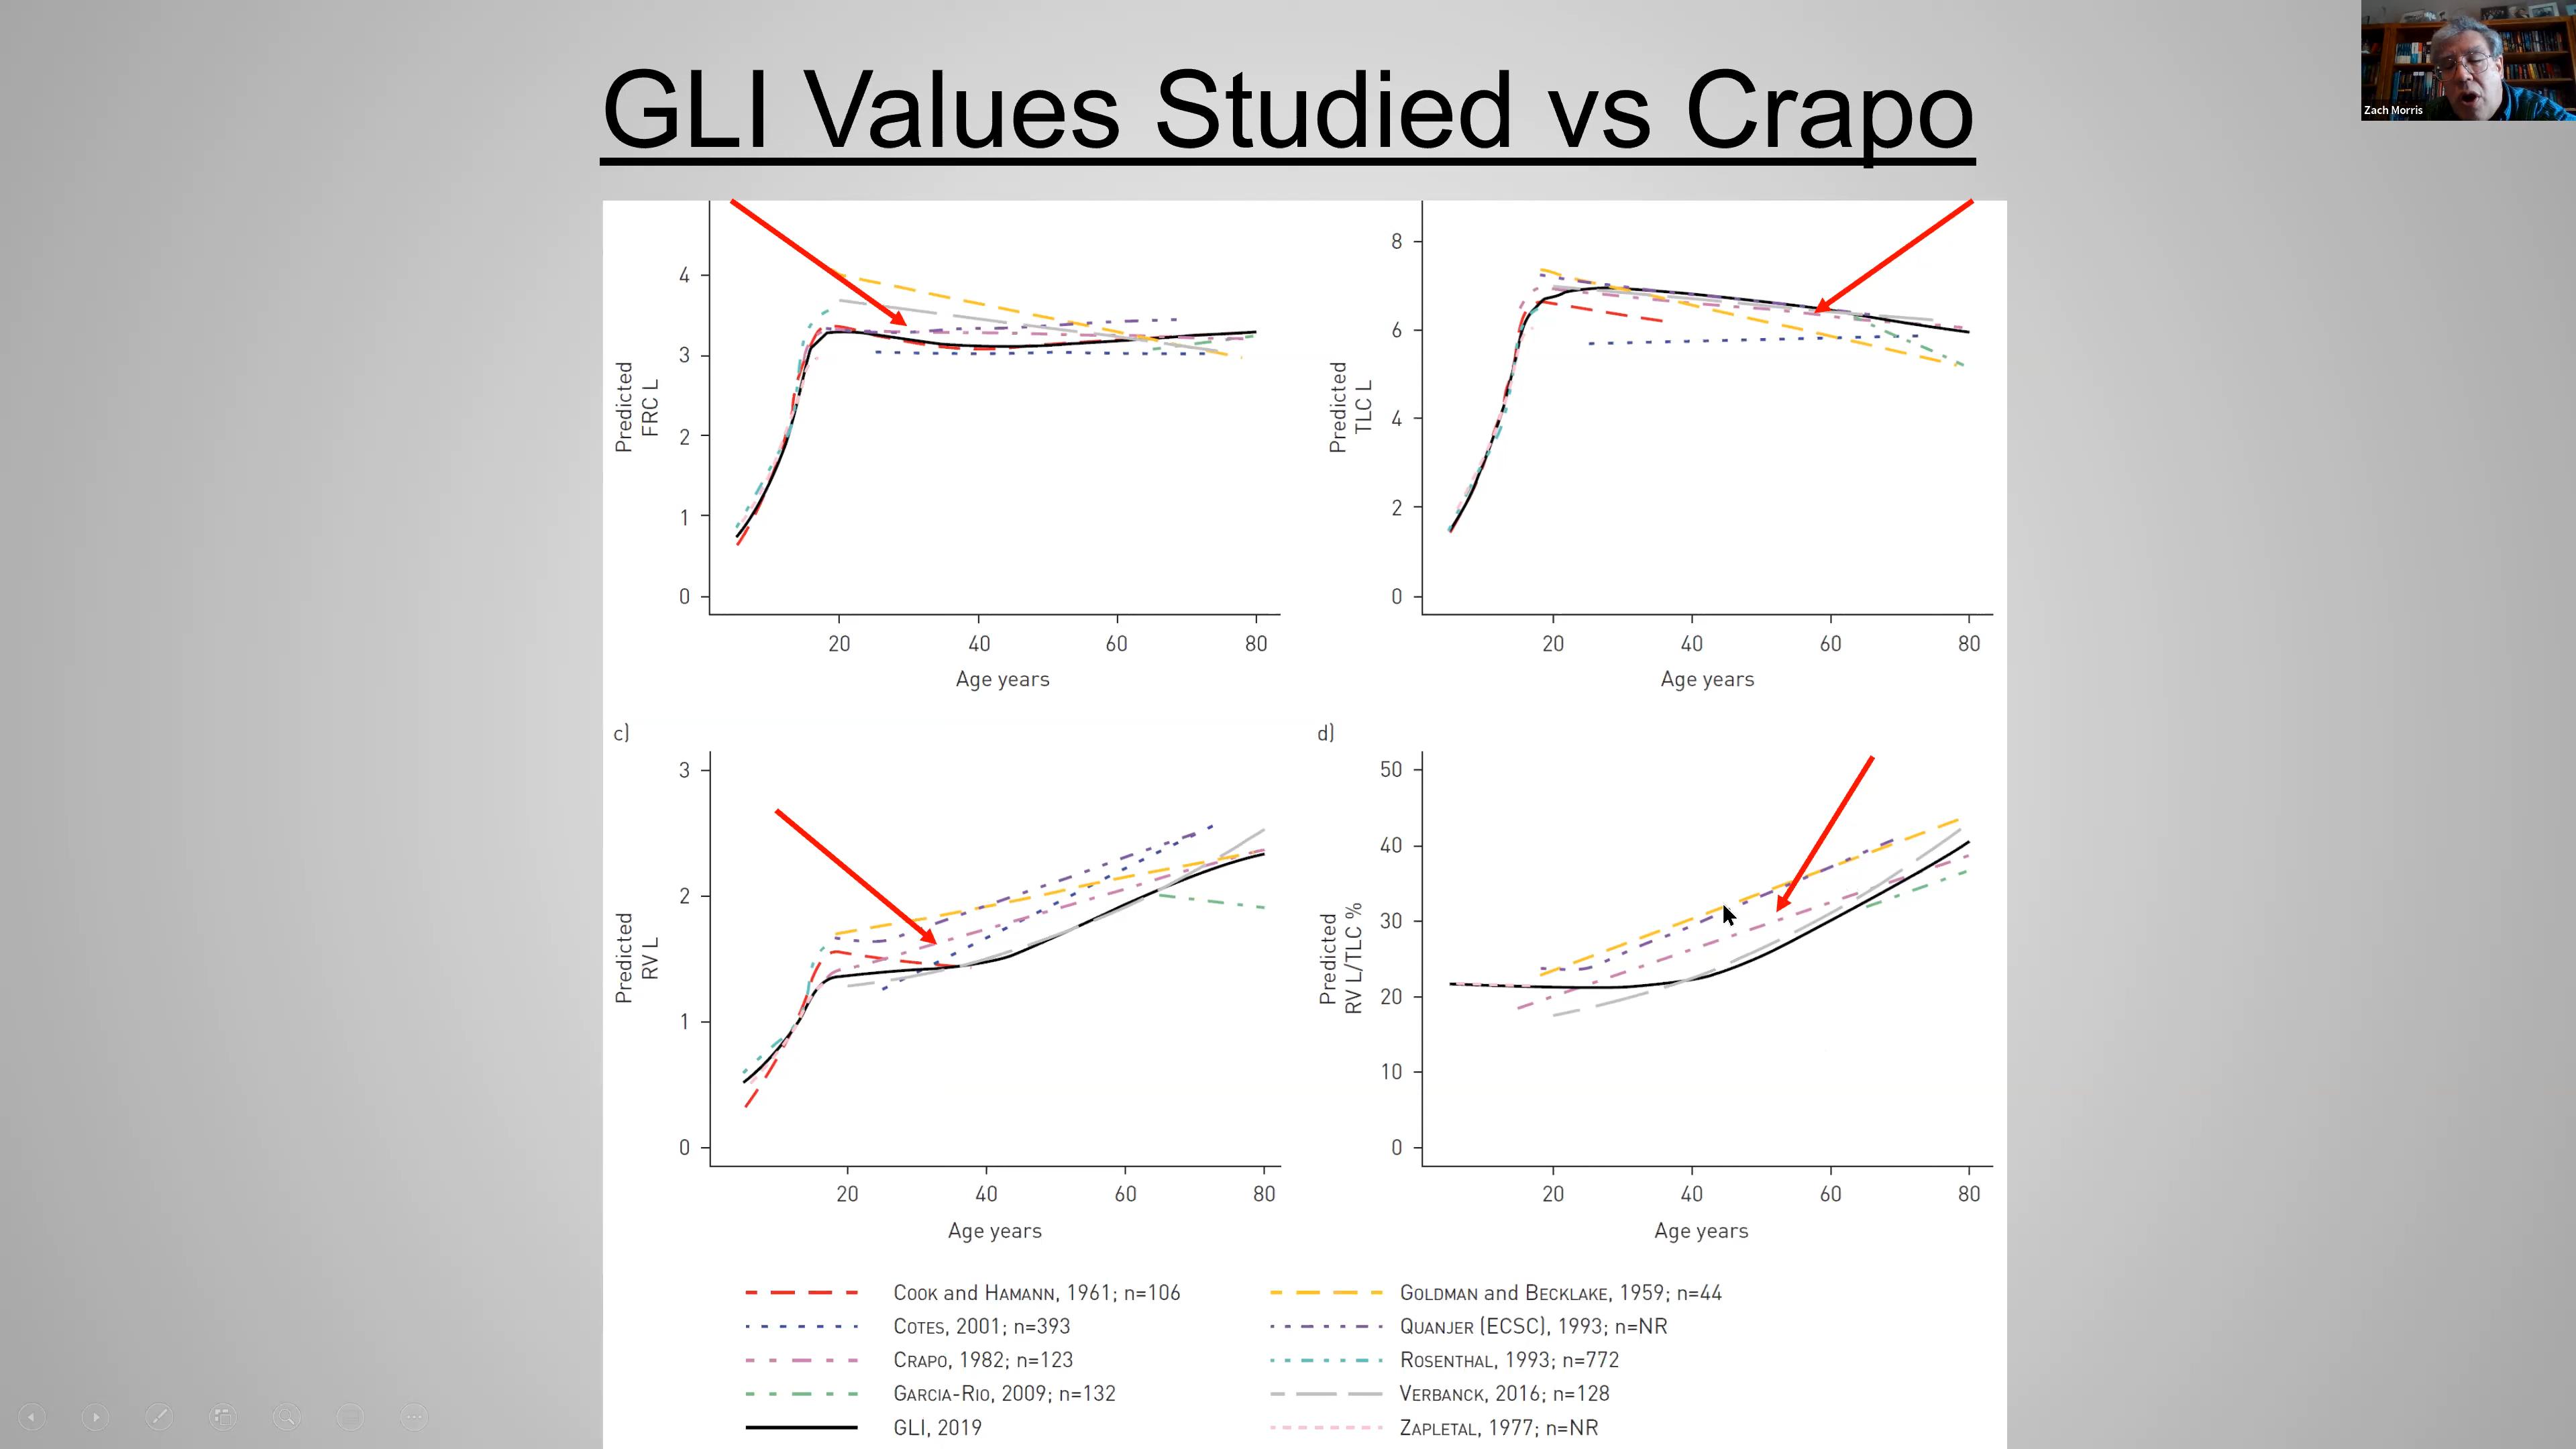 GLI Values Studied vs Crapo
Zach Morris
4
3
2
1
0
Predicted
FRC L
20 40 60 80
Age years
8
6
4
2
0
Predicted
TLC L
20 40 60 80
Age years
c)
3
2
1
0
Predicted
RV L
20 40 60 80
Age years
d)
50
40
30
20
10
0
Predicted
RV L/TLC %
20 40 60 80
Age years
COOK and HAMANN, 1961; n=106
COTES, 2001; n=393
CRAPO, 1982; n=123
GARCIA-RIO, 2009; n=132
GLI, 2019
GOLDMAN and BECKLAKE, 1959; n=44
QUANJER (ECSC), 1993; n=NR
ROSENTHAL, 1993; n=772
VERBANCK, 2016; n=128
ZAPLETAL, 1977; n=NR